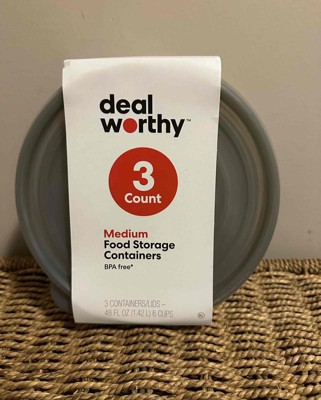 deal
worthy™
3
Count
Medium
Food Storage
Containers
BPA free*
3 CONTAINERS/LIDS –
48 FL OZ (1.42 L) 6 CUPS